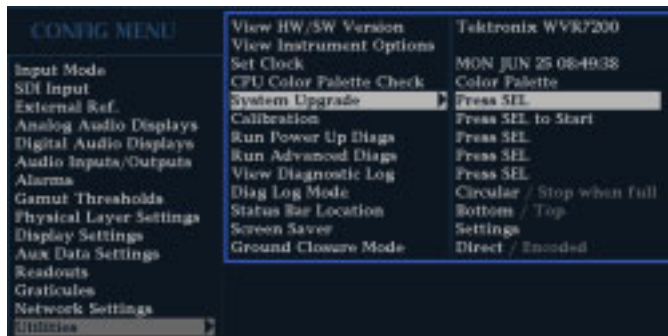 CONFIG MENU
Input Mode
SDI Input
External Ref.
Analog Audio Displays
Digital Audio Displays
Audio Inputs/Outputs
Alarms
Gamut Thresholds
Physical Layer Settings
Display Settings
Aux Data Settings
Readouts
Graticules
Network Settings
Utilities
View HW/SW Version Tektronix WVR7200
View Instrument Options
Set Clock MON JUN 25 08:49:38
CPU Color Palette Check Color Palette
System Upgrade Press SEL
Calibration Press SEL to Start
Run Power Up Diags Press SEL
Run Advanced Diags Press SEL
View Diagnostic Log Press SEL
Diag Log Mode Circular / Stop when full
Status Bar Location Bottom / Top
Screen Saver Settings
Ground Closure Mode Direct / Encoded